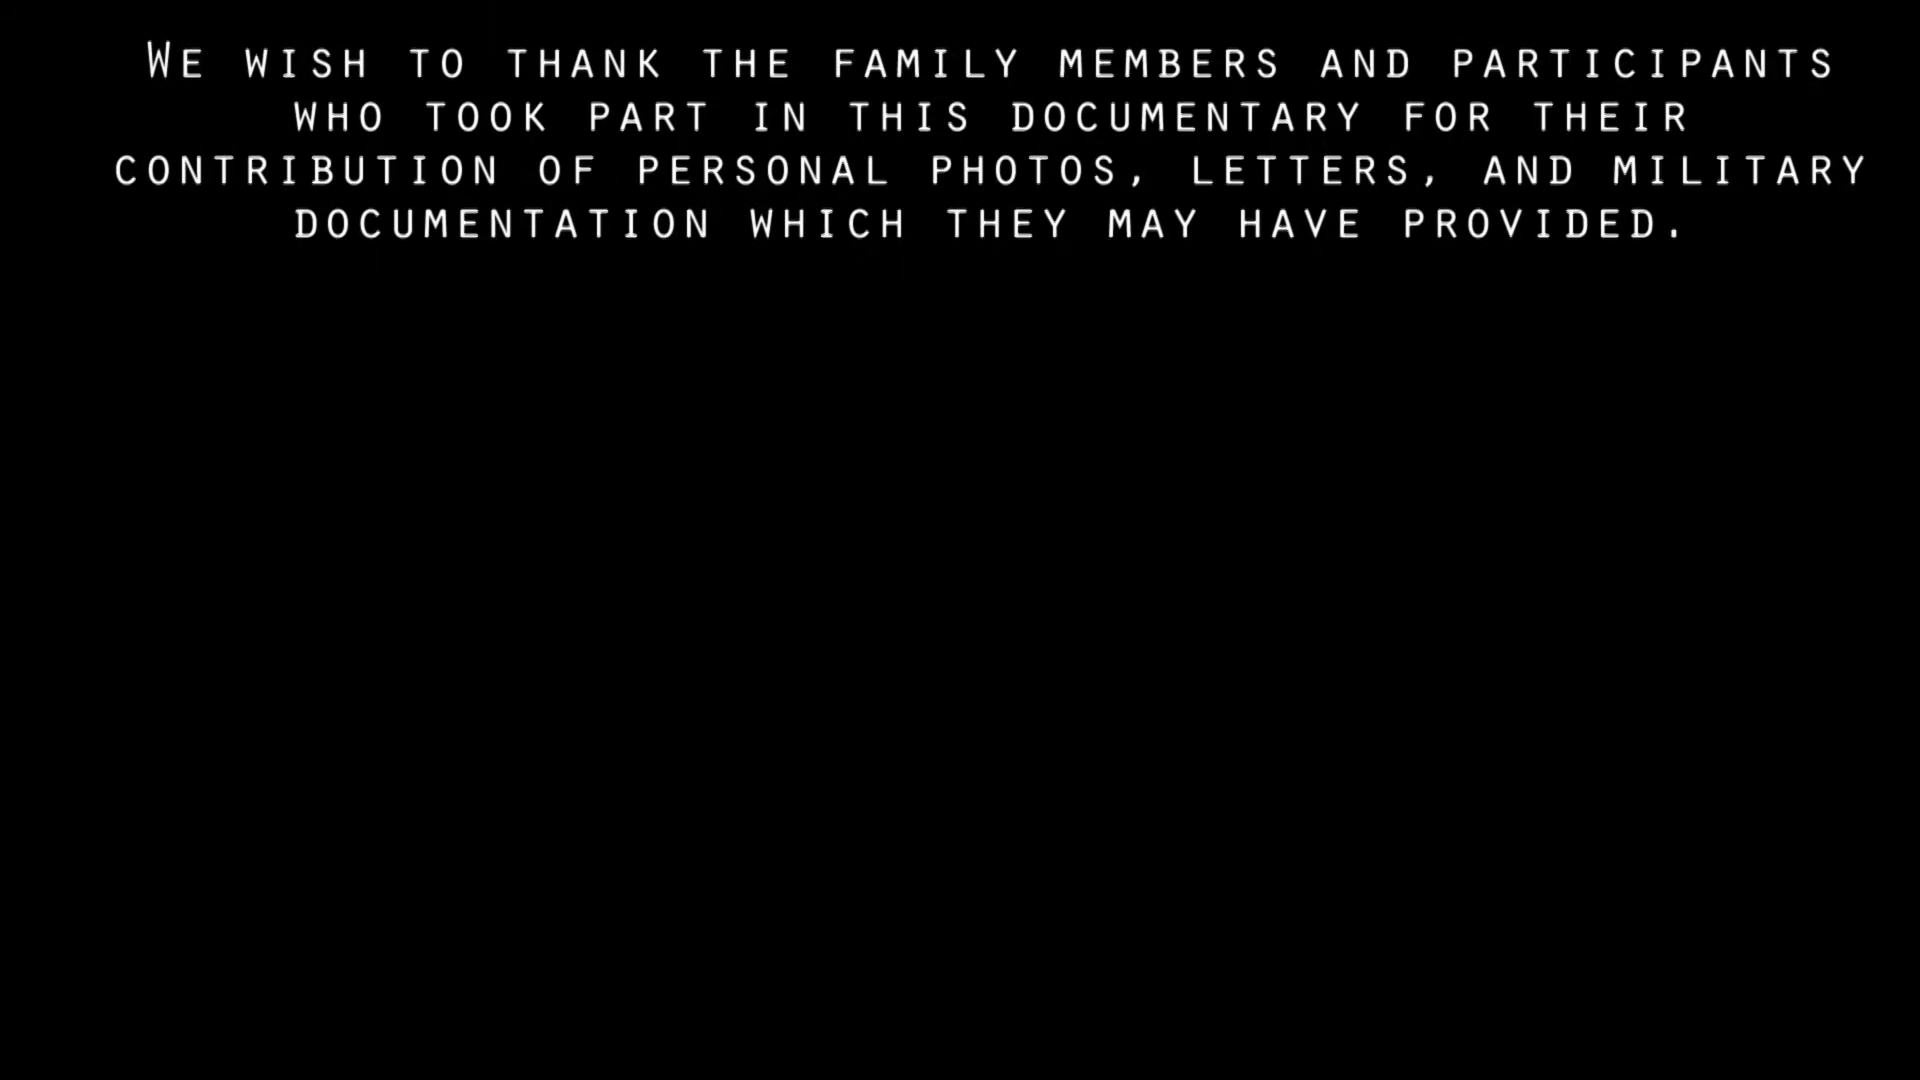 We wish to thank the family members and participants
who took part in this documentary for their
contribution of personal photos, letters, and military
documentation which they may have provided.